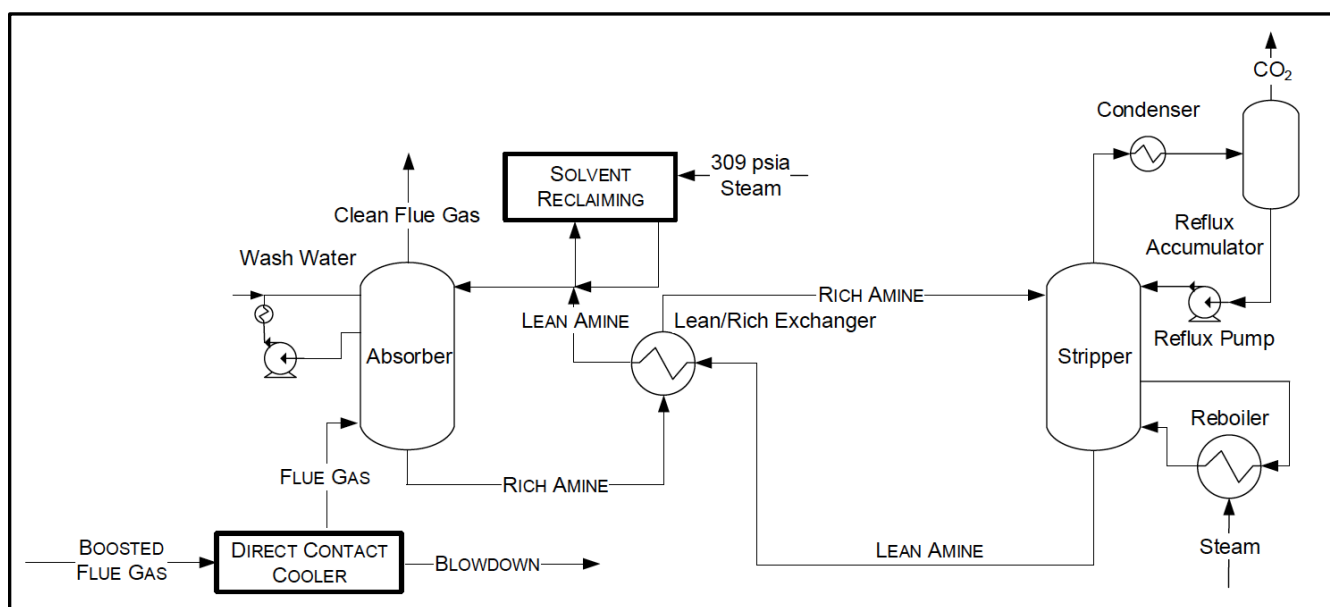 CO2
Condenser
SOLVENT
RECLAIMING
309 psia
Steam
Clean Flue Gas
Wash Water
Reflux
Accumulator
RICH AMINE
LEAN AMINE
Lean/Rich Exchanger
Reflux Pump
Absorber
Stripper
Reboiler
FLUE GAS
RICH AMINE
BOOSTED
FLUE GAS
DIRECT CONTACT
COOLER
BLOWDOWN
LEAN AMINE
Steam